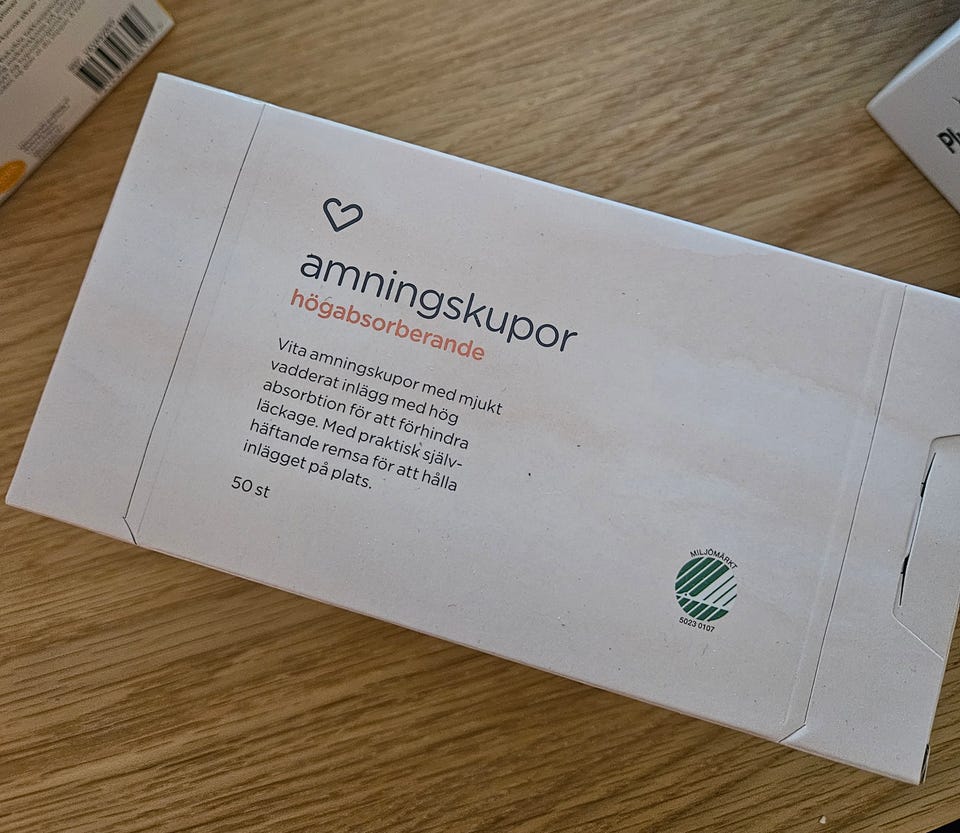 amningskupor
högabsorberande
Vita amningskupor med mjukt
vadderat inlägg med hög
absorbtion för att förhindra
läckage. Med praktisk själv-
häftande remsa för att hålla
inlägget på plats.
50 st
MILJÖMÄRKT
5023 0107